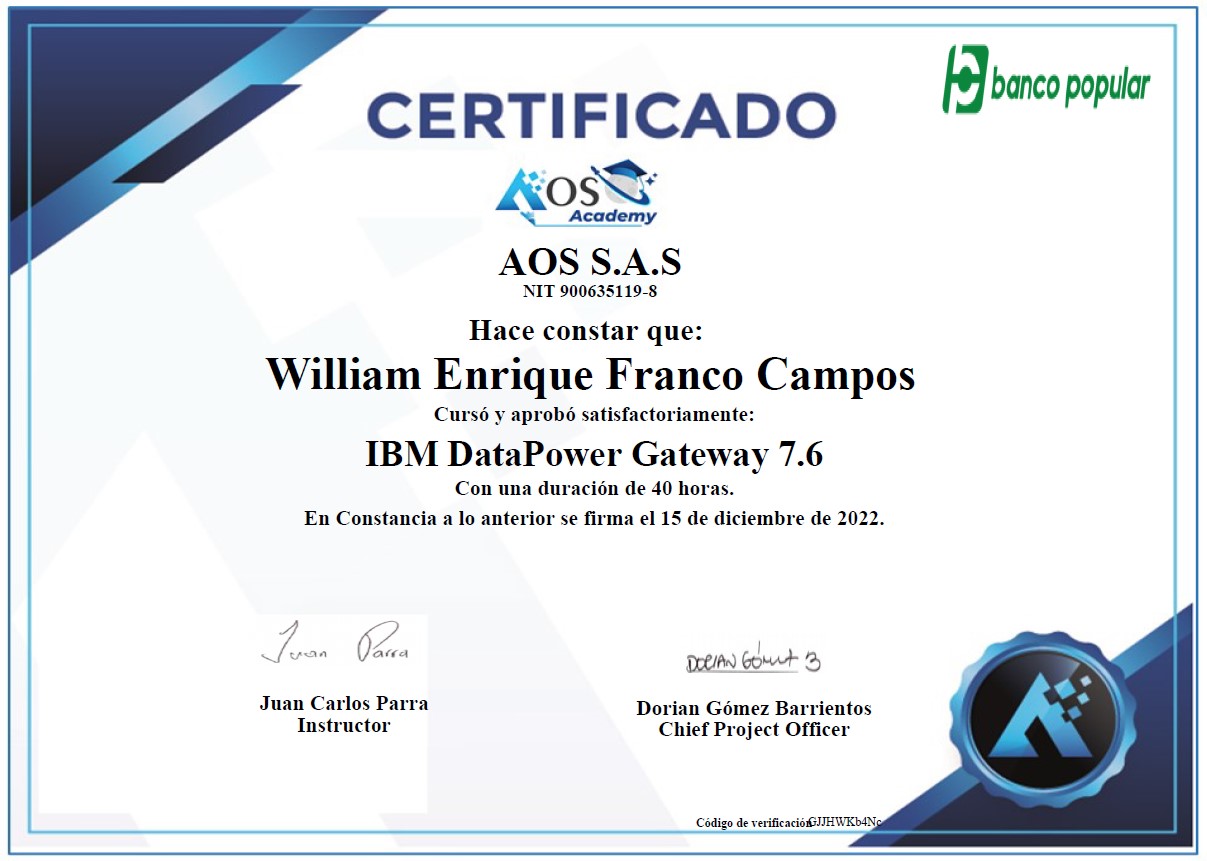 CERTIFICADO
banco popular
AOS
Academy
AOS S.A.S
NIT 900635119-8
Hace constar que:
William Enrique Franco Campos
Cursó y aprobó satisfactoriamente:
IBM DataPower Gateway 7.6
Con una duración de 40 horas.
En Constancia a lo anterior se firma el 15 de diciembre de 2022.
Juan Parra
Juan Carlos Parra
Instructor
DORIAN GÓMEZ B
Dorian Gómez Barrientos
Chief Project Officer
Código de verificación GJJHWKb4Nc